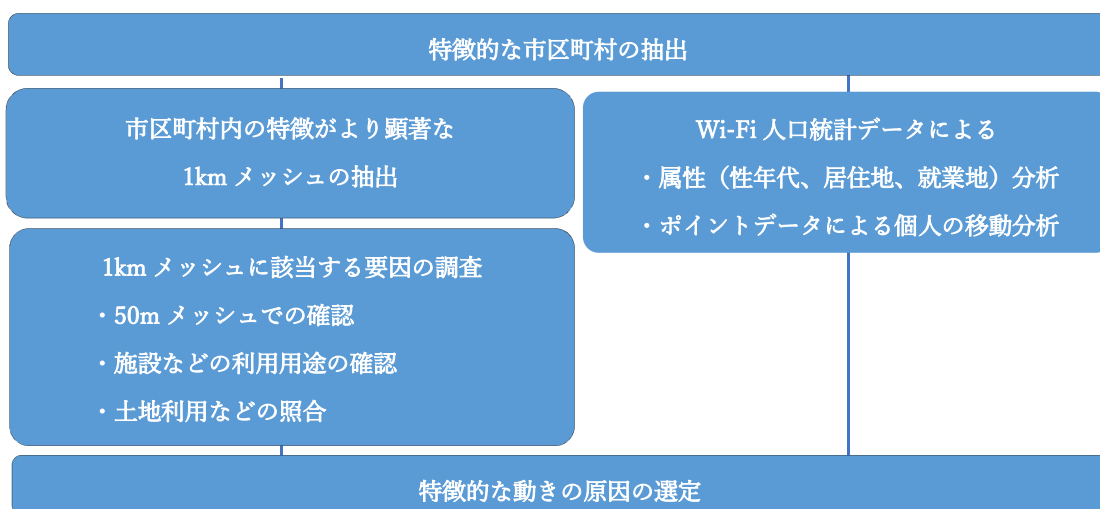 特徴的な市区町村の抽出
市区町村内の特徴がより顕著な
1km メッシュの抽出
1km メッシュに該当する要因の調査
・50m メッシュでの確認
・施設などの利用用途の確認
・土地利用などの照合
Wi-Fi 人口統計データによる
・属性（性年代、居住地、就業地）分析
・ポイントデータによる個人の移動分析
特徴的な動きの原因の選定